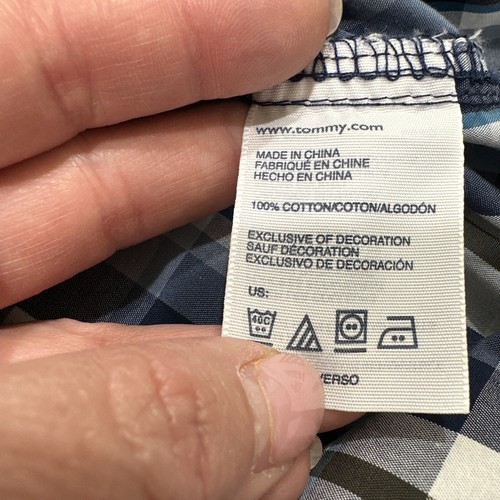 www.tommy.com
MADE IN CHINA
FABRIQUÉ EN CHINE
HECHO EN CHINA
100% COTTON/COTON/ALGODÓN
EXCLUSIVE OF DECORATION
SAUF DÉCORATION
EXCLUSIVO DE DECORACIÓN
US:
40C
VERSO